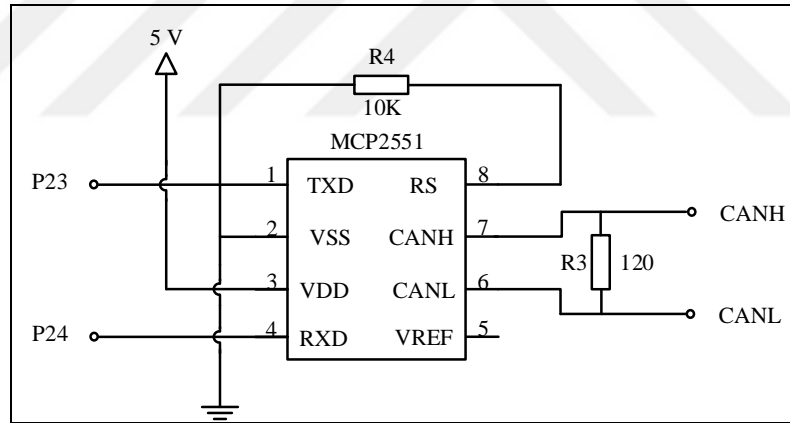 5 V
R4
10K
MCP2551
P23
1
TXD
RS
8
CANH
2
VSS
CANH
7
R3
120
3
VDD
CANL
6
CANL
P24
4
RXD
VREF
5